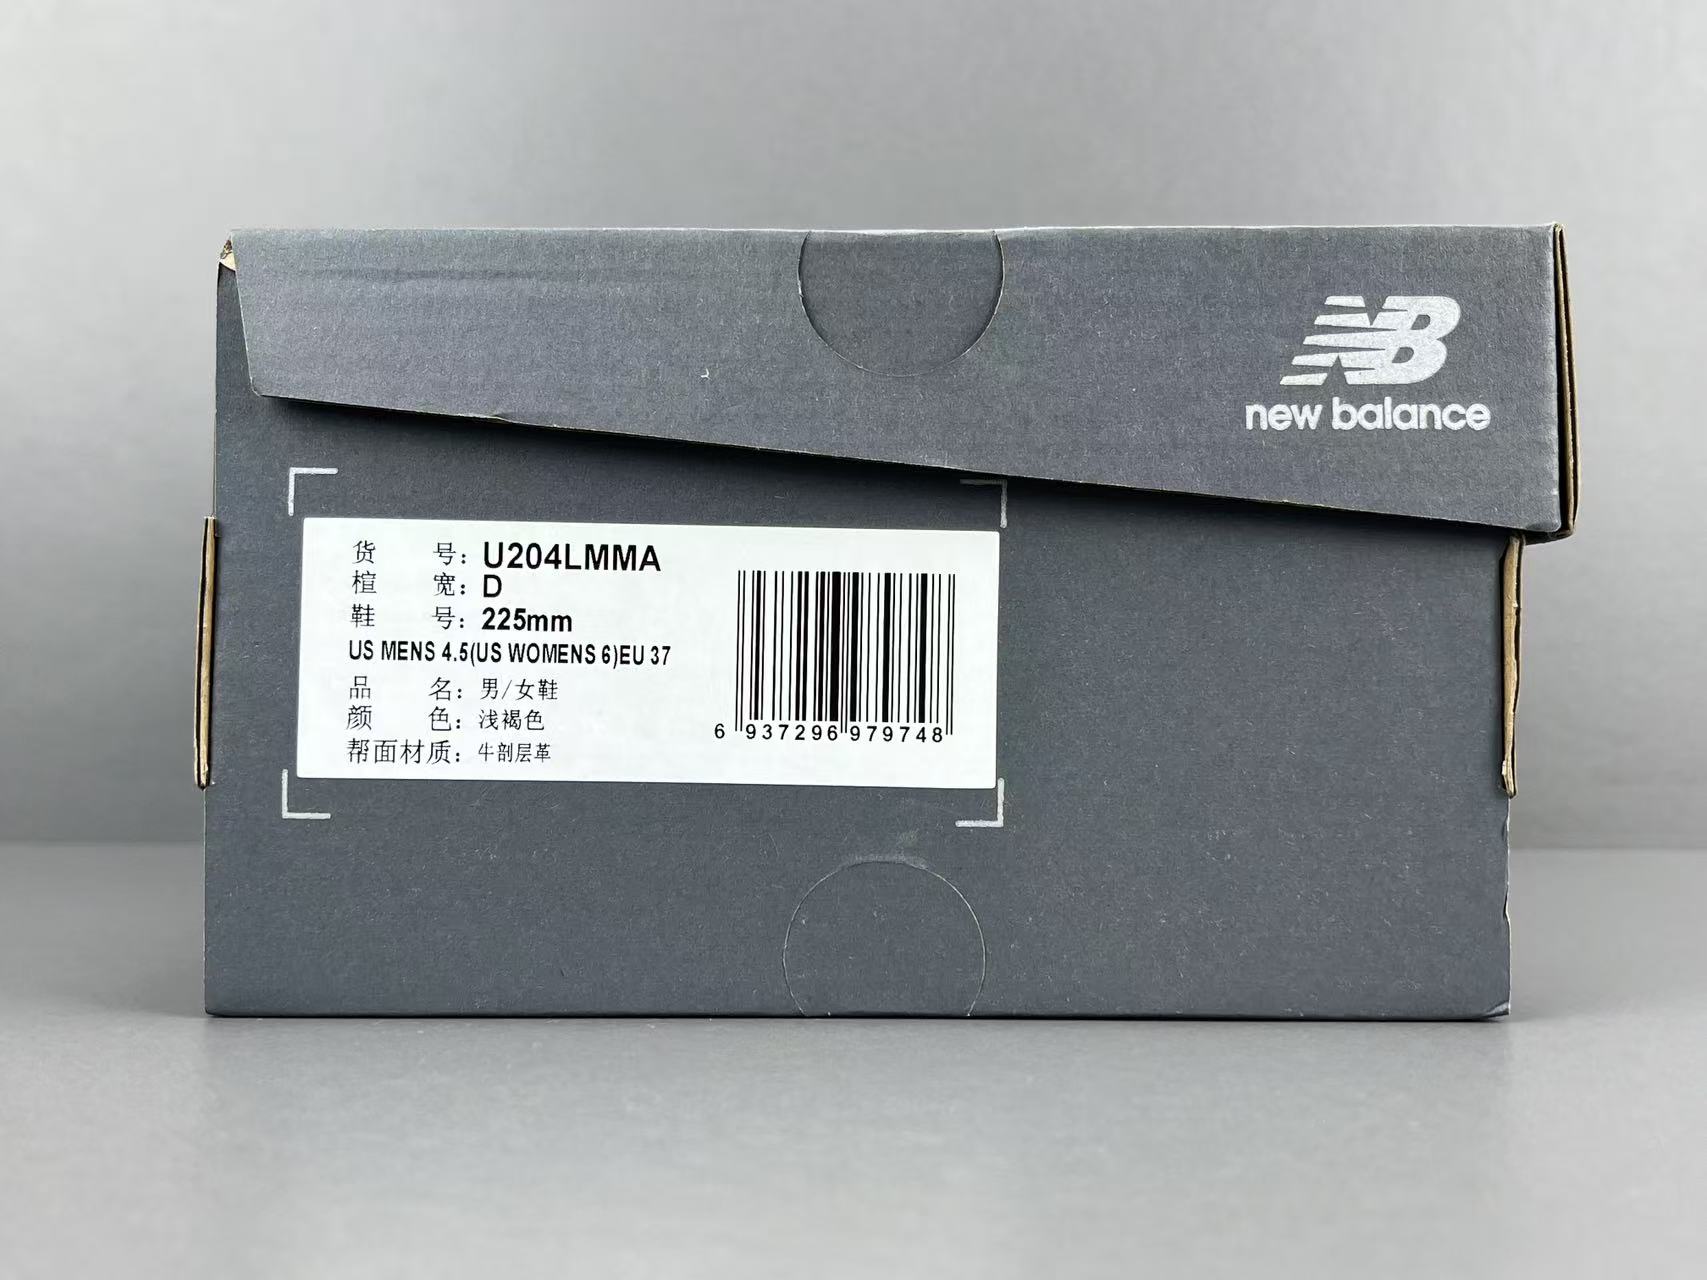 NB
new balance
货 号: U204LMMA
楦 宽: D
鞋 号: 225mm
US MENS 4.5(US WOMENS 6)EU 37
品 名: 男/女鞋
颜 色: 浅褐色
帮面材质: 牛剖层革
6 937296 979748